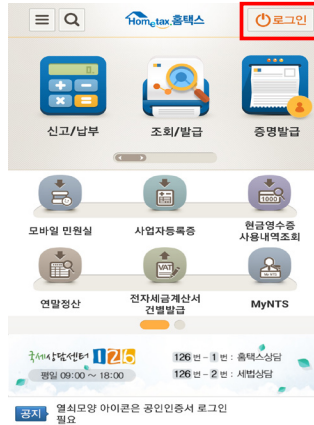 Hometax. 홈택스
로그인
신고/납부
조회/발급
증명발급
모바일 민원실
사업자등록증
현금영수증
사용내역조회
1000
VAT
연말정산
전자세금계산서
건별발급
MyNTS
국세상담센터 126
126 번 – 1 번 : 홈택스상담
평일 09:00 ~ 18:00
126 번 – 2 번 : 세법상담
공지
열쇠모양 아이콘은 공인인증서 로그인
필요